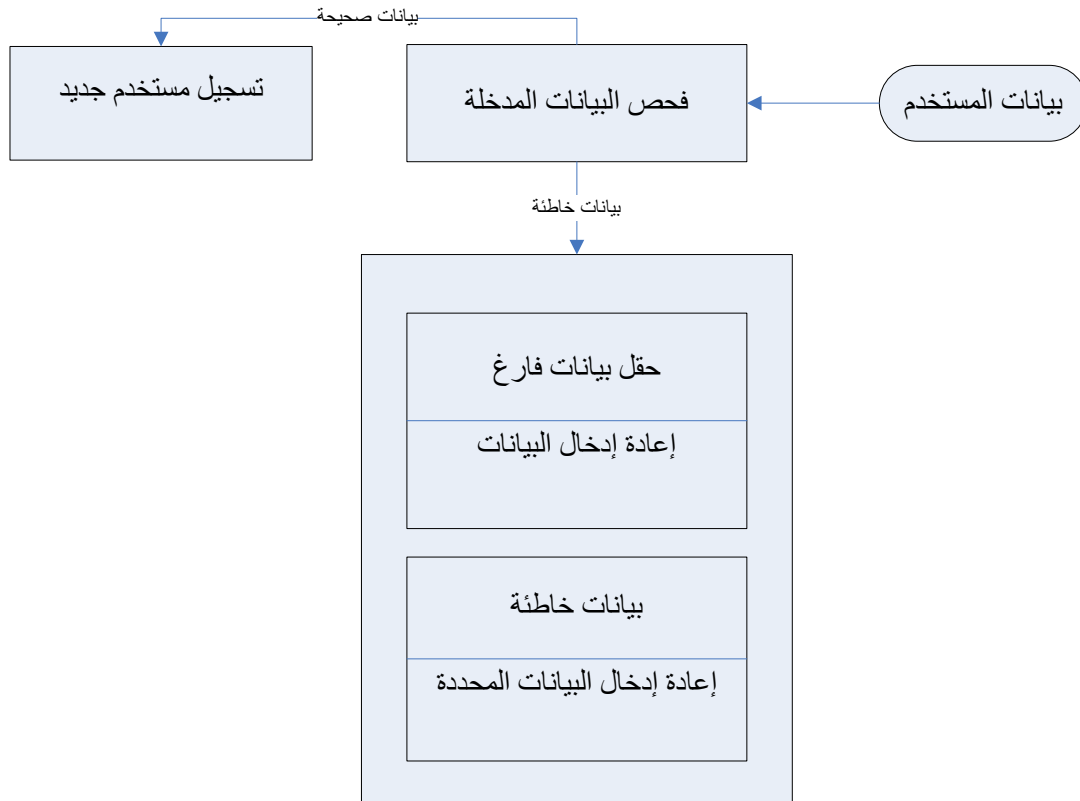 بيانات صحيحة
بيانات المستخدم
فحص البيانات المدخلة
تسجيل مستخدم جديد
بيانات خاطئة
حقل بيانات فارغ
إعادة إدخال البيانات
بيانات خاطئة
إعادة إدخال البيانات المحددة